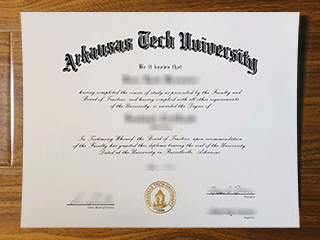 Arkansas Tech University
Be it known that
having completed the course of study as prescribed by the Faculty and
Board of Trustees, and having complied with all other requirements
of the University, is awarded the Degree of
In Testimony Whereof, the Board of Trustees upon recommendation
of the Faculty has granted this diploma bearing the seal of the University
Dated at the University in Russellville, Arkansas,
President